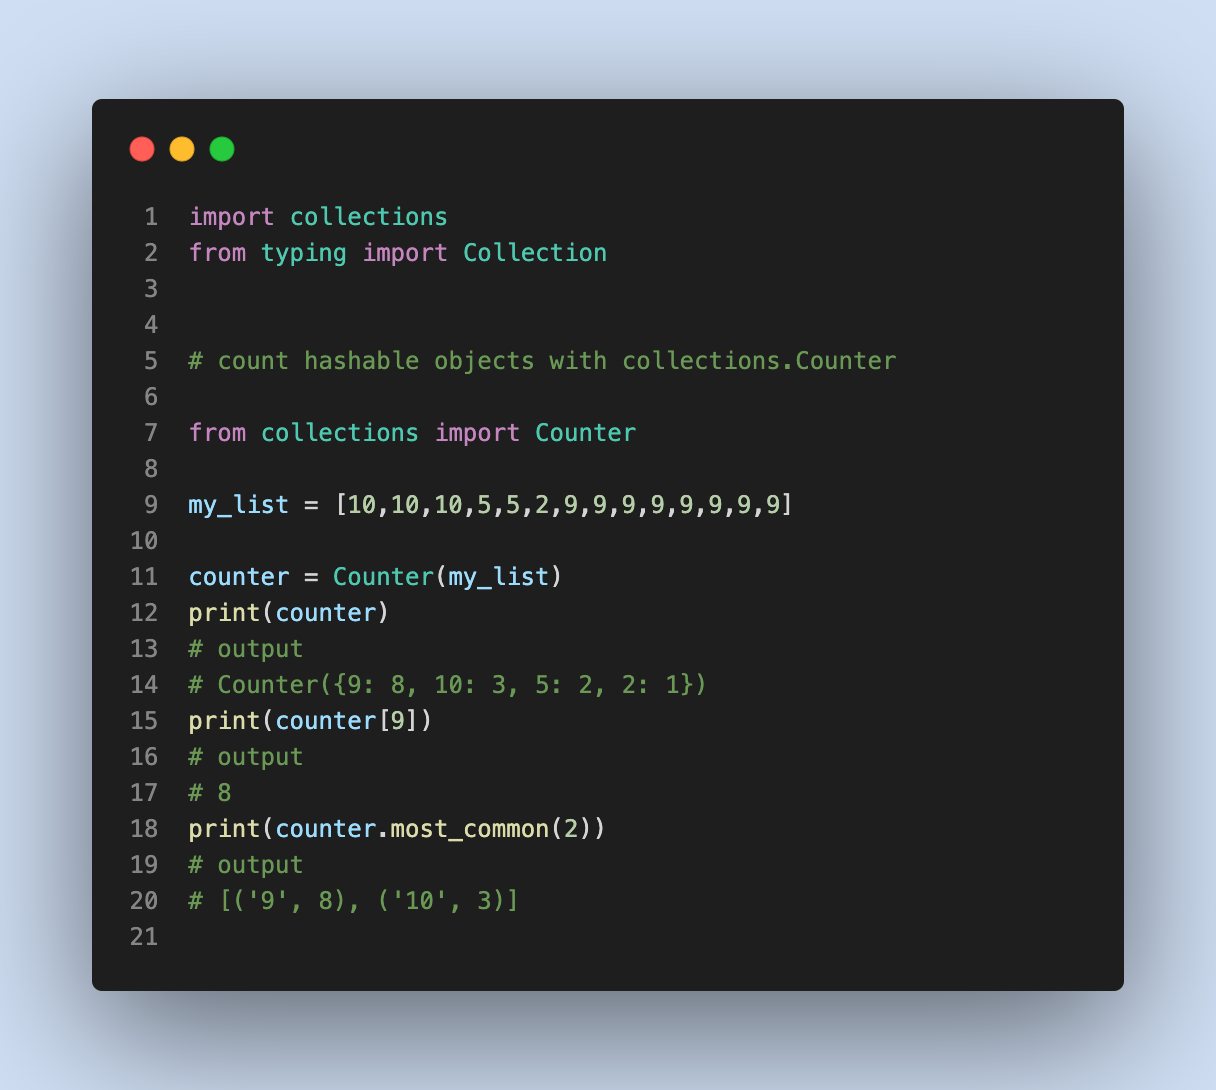 1 import collections
2 from typing import Collection
3
4
5 # count hashable objects with collections.Counter
6
7 from collections import Counter
8
9 my_list = [10,10,10,5,5,2,9,9,9,9,9,9,9,9]
10
11 counter = Counter(my_list)
12 print(counter)
13 # output
14 # Counter({9: 8, 10: 3, 5: 2, 2: 1})
15 print(counter[9])
16 # output
17 # 8
18 print(counter.most_common(2))
19 # output
20 # [('9', 8), ('10', 3)]
21